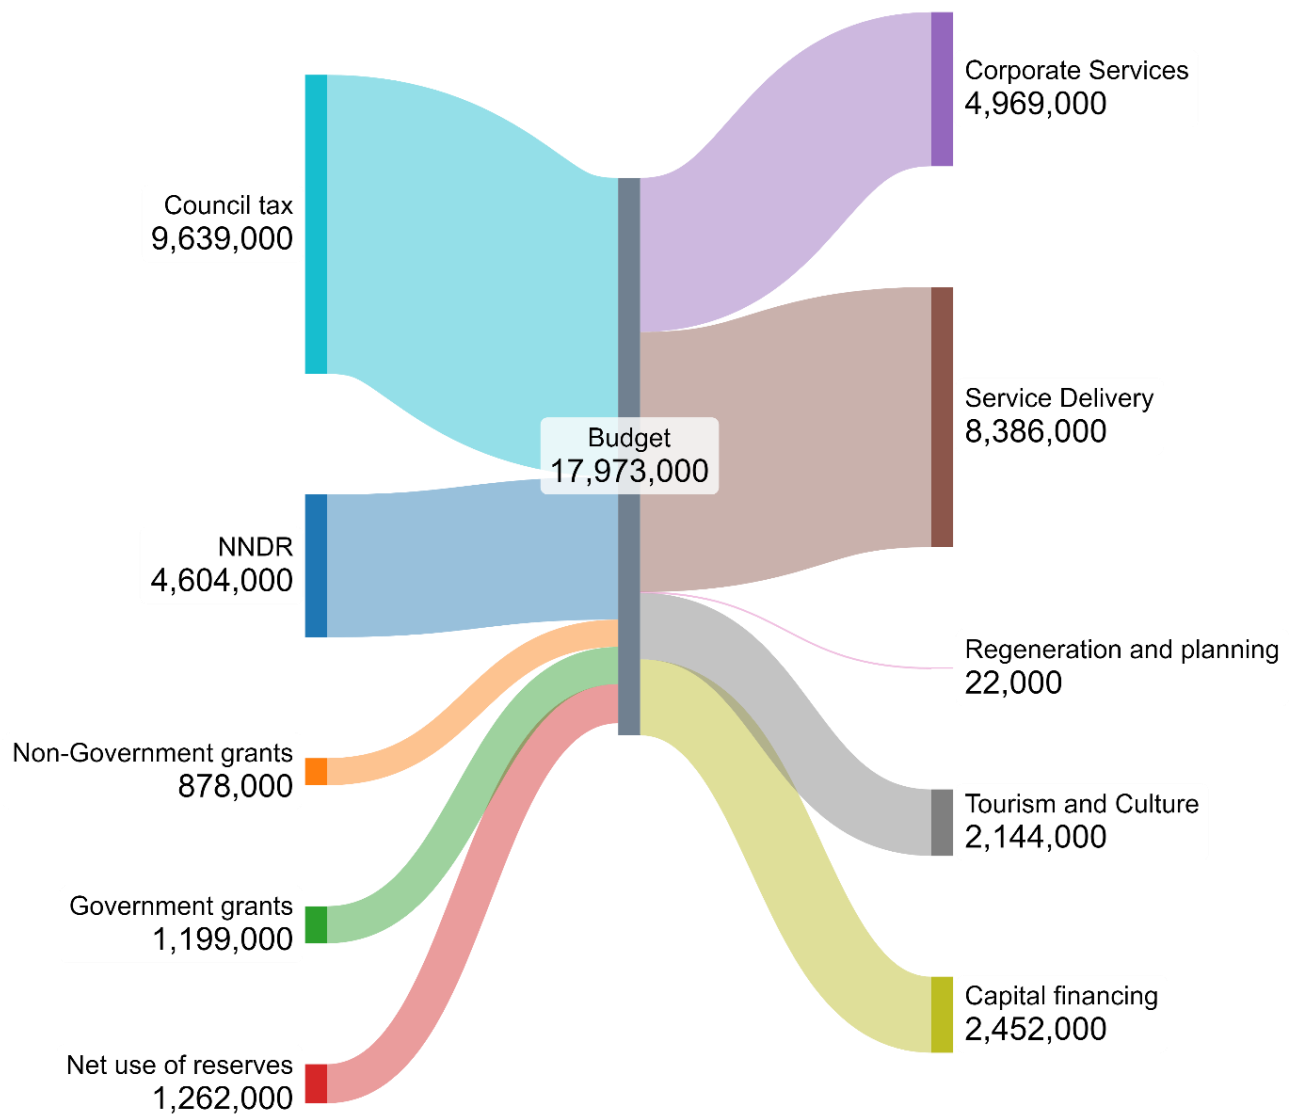 Council tax
9,639,000
NNDR
4,604,000
Non-Government grants
878,000
Government grants
1,199,000
Net use of reserves
1,262,000
Budget
17,973,000
Corporate Services
4,969,000
Service Delivery
8,386,000
Regeneration and planning
22,000
Tourism and Culture
2,144,000
Capital financing
2,452,000